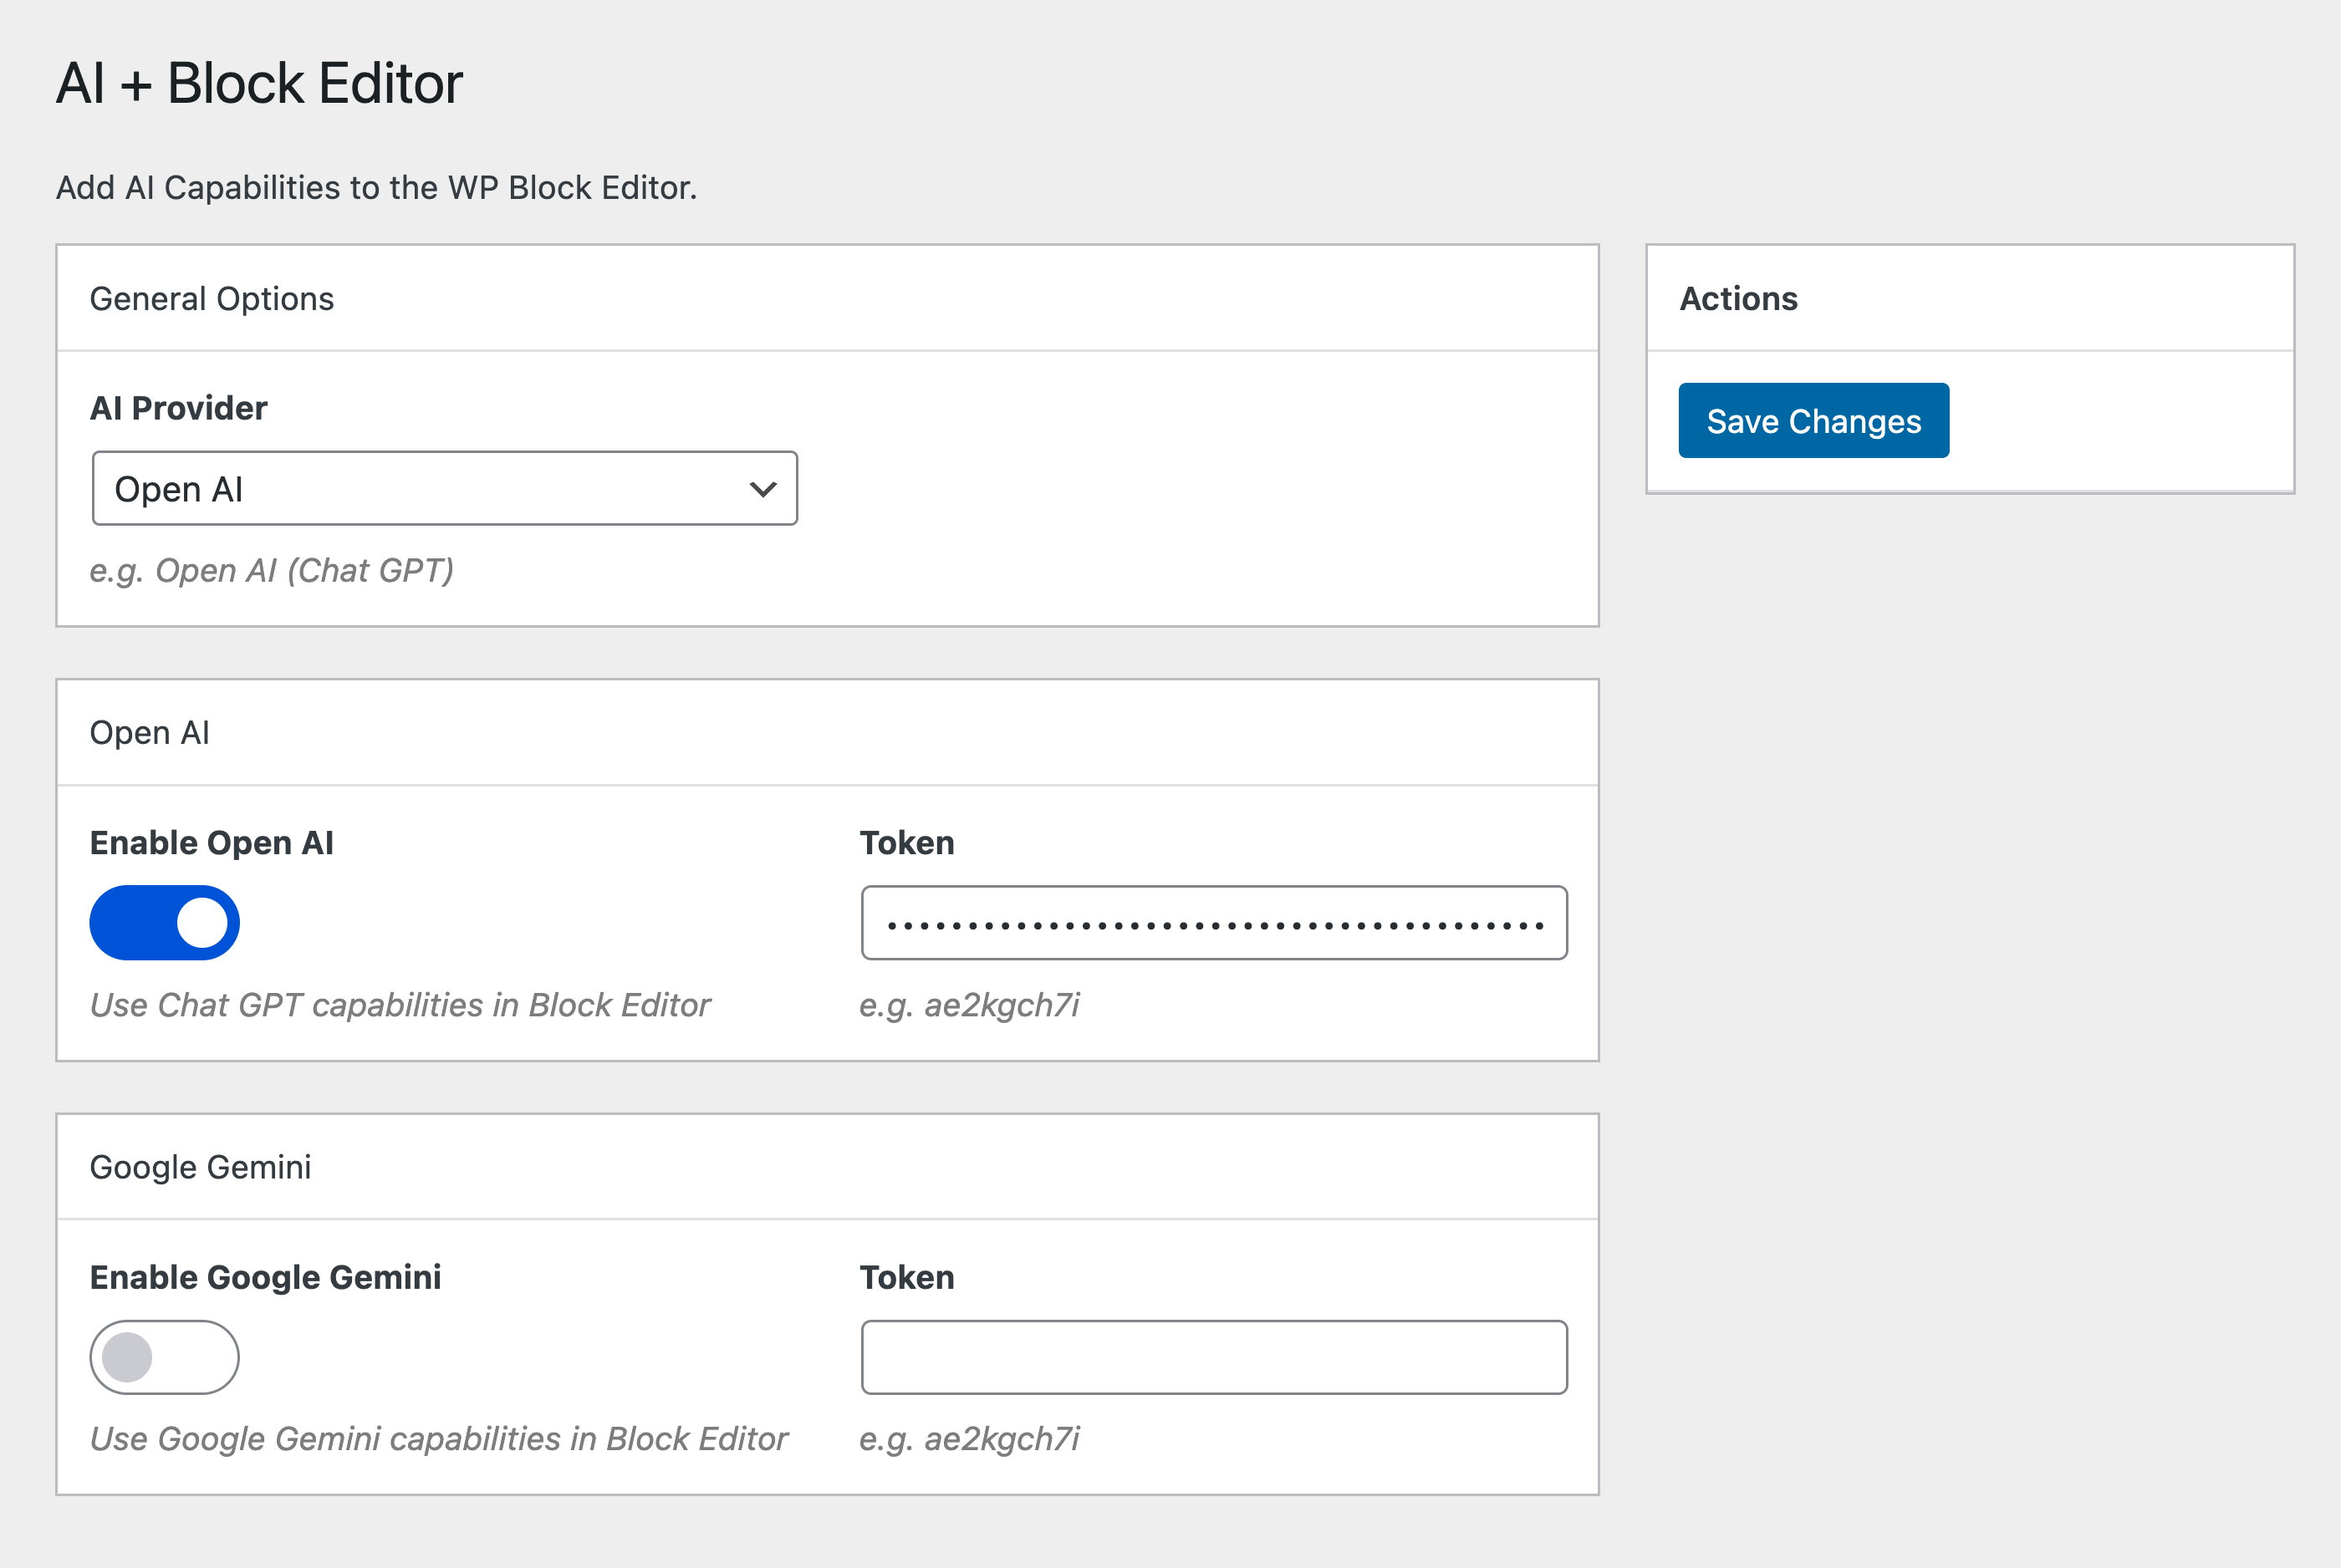 AI + Block Editor
Add AI Capabilities to the WP Block Editor.
General Options
AI Provider
Open AI
e.g. Open AI (Chat GPT)
Actions
Save Changes
Open AI
Enable Open AI
Token
•••••••••••••••••••••••••••••••••••••••••
Use Chat GPT capabilities in Block Editor
e.g. ae2kgch7i
Google Gemini
Enable Google Gemini
Token
Use Google Gemini capabilities in Block Editor
e.g. ae2kgch7i